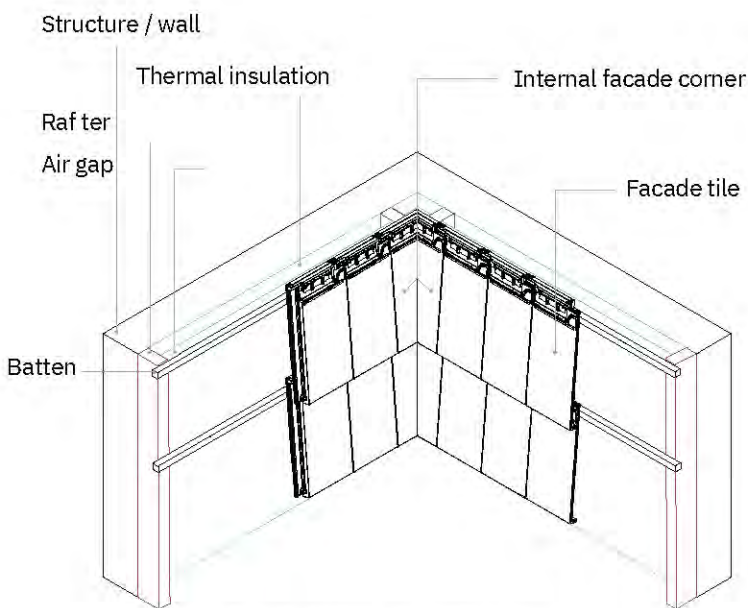 Structure / wall
Thermal insulation
Internal facade corner
Raf ter
Air gap
Facade tile
Batten